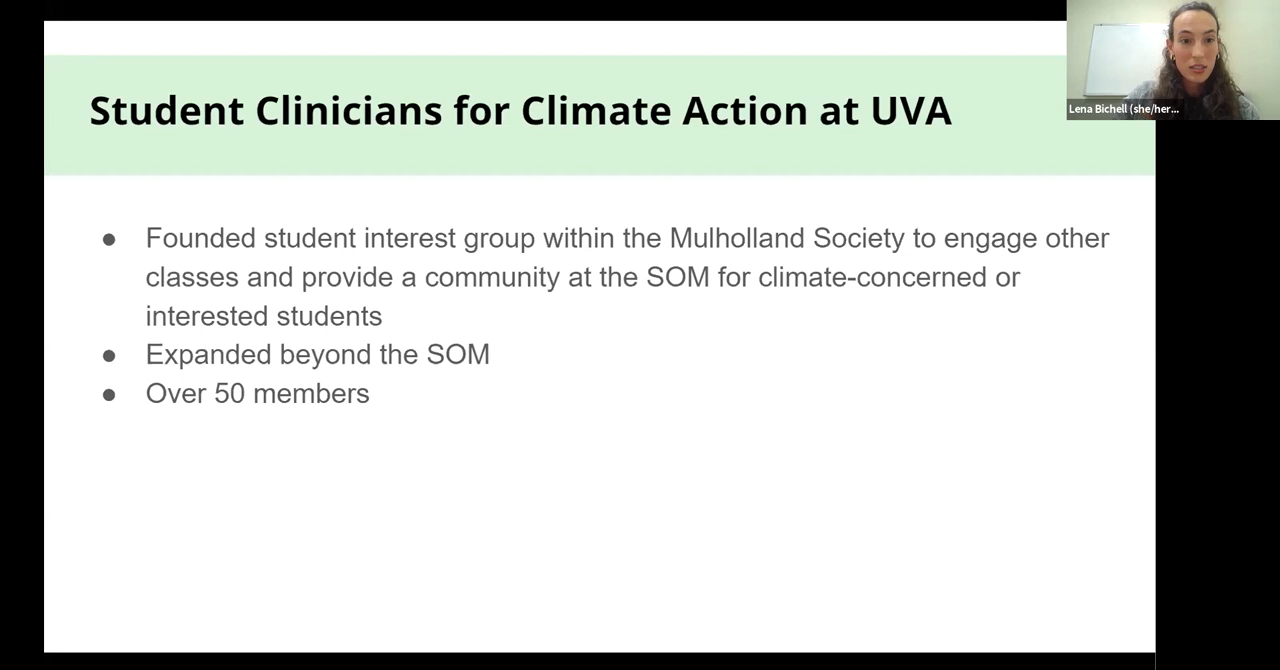 Student Clinicians for Climate Action at UVA
Lena Bichell (she/her...
● Founded student interest group within the Mulholland Society to engage other
classes and provide a community at the SOM for climate-concerned or
interested students
● Expanded beyond the SOM
● Over 50 members